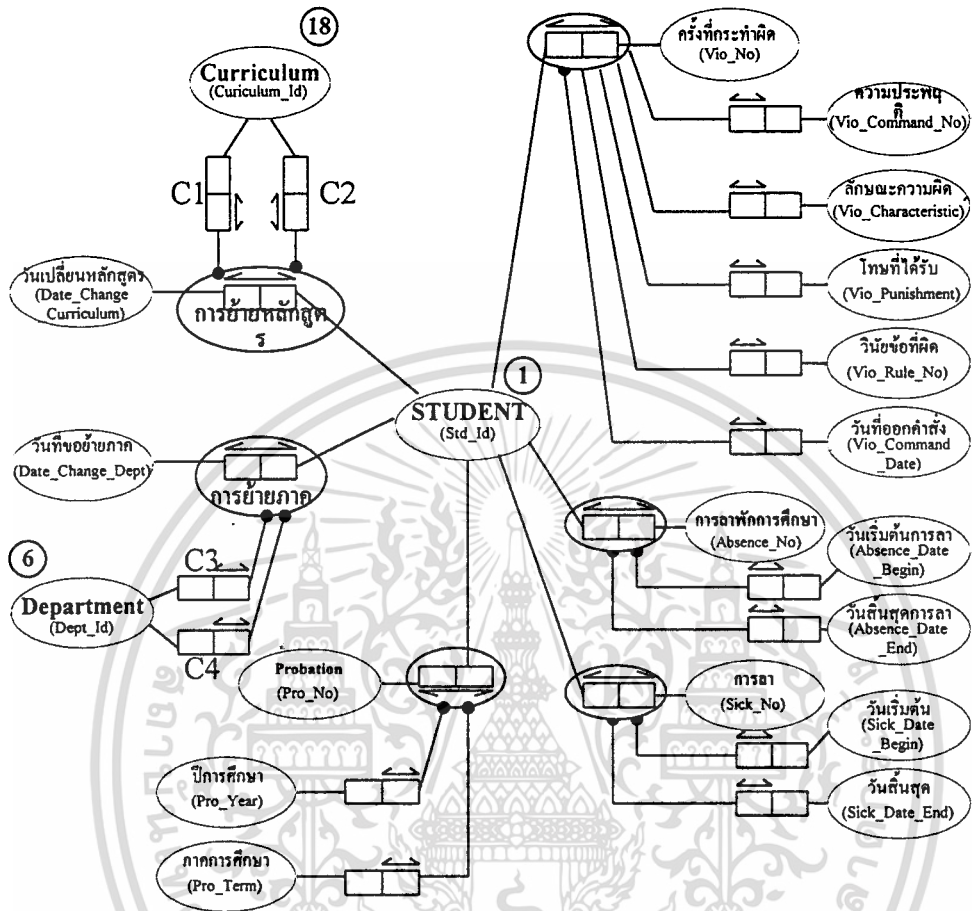 18
Curriculum
(Curiculum_Id)
C1
C2
วันเปลี่ยนหลักสูตร
(Date_Change
Curriculum)
การย้ายหลักสูต
ร
1
STUDENT
(Std_Id)
วันที่ขอย้ายภาค
(Date_Change_Dept)
การย้ายภาค
6
Department
(Dept_Id)
C3
C4
Probation
(Pro_No)
ปีการศึกษา
(Pro_Year)
ภาคการศึกษา
(Pro_Term)
ครั้งที่กระทำผิด
(Vio_No)
ความประพฤ
ติ
(Vio_Command_No)
ลักษณะความผิด
(Vio_Characteristic)
โทษที่ได้รับ
(Vio_Punishment)
วินัยข้อที่ผิด
(Vio_Rule_No)
วันที่ออกคำสั่ง
(Vio_Command
_Date)
การลาพักการศึกษา
(Absence_No)
วันเริ่มต้นการลา
(Absence_Date
_Begin)
วันสิ้นสุดการลา
(Absence_Date
_End)
การลา
(Sick_No)
วันเริ่มต้น
(Sick_Date
_Begin)
วันสิ้นสุด
(Sick_Date_End)